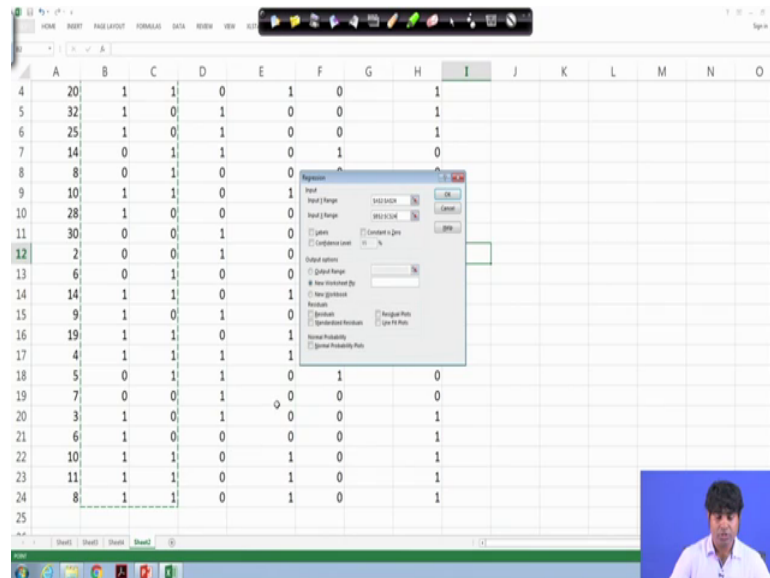 HOME INSERT PAGE LAYOUT FORMULAS DATA REVIEW VIEW
Sign in
A B C D E F G H I J K L M N O
4 20 1 1 0 1 0 1
5 32 1 0 1 0 0 1
6 25 1 0 1 0 0 1
7 14 0 1 1 0 1 0
8 8 0 1 0 0
9 10 1 1 0 1
10 28 1 0 0 0
11 30 0 0 1 0
12 2 0 0 1 0
13 6 0 1 0 0
14 14 1 1 0 1
15 9 1 0 1 0
16 19 1 1 0 1
17 4 1 1 1 1
18 5 0 1 1 0 1 0
19 7 0 0 1 0 0 0
20 3 1 0 1 0 0 1
21 6 1 0 0 0 0 1
22 10 1 1 0 1 0 1
23 11 1 1 0 1 0 1
24 8 1 1 0 1 0 1
25
Regression
Input
Input Y Range:
Input X Range:
OK
Cancel
Help
Labels Constant is Zero
Confidence Level: %
Output options
Output Range:
New Worksheet Ply:
New Workbook
Residuals
Residuals Residual Plots
Standardized Residuals Line Fit Plots
Normal Probability
Normal Probability Plots
Sheet1 Sheet3 Sheet4 Sheet2
POINT